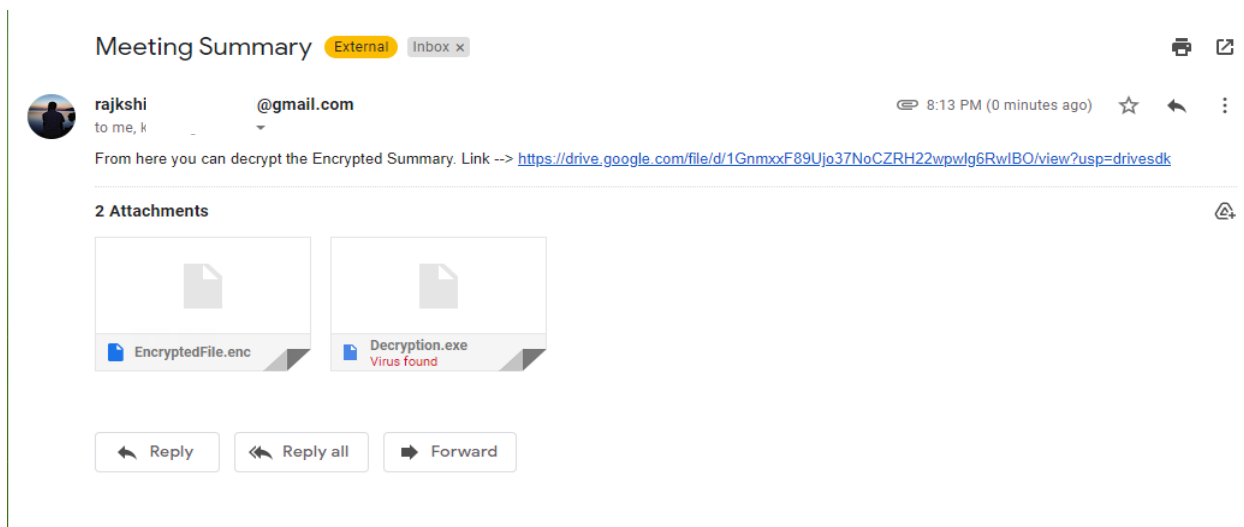 Meeting Summary External Inbox x
rajkshi @gmail.com 8:13 PM (0 minutes ago)
to me, k
From here you can decrypt the Encrypted Summary. Link --> https://drive.google.com/file/d/1GnmxxF89Ujo37NoCZRH22wpwIg6RwIBO/view?usp=drivesdk
2 Attachments
EncryptedFile.enc
Decryption.exe
Virus found
Reply Reply all Forward